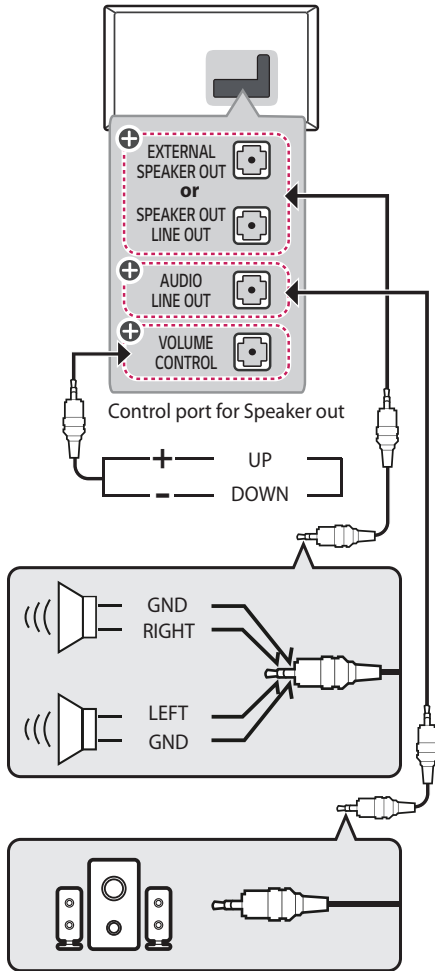 EXTERNAL
SPEAKER OUT
or
SPEAKER OUT
LINE OUT
AUDIO
LINE OUT
VOLUME
CONTROL
Control port for Speaker out
+ UP
- DOWN
GND
RIGHT
LEFT
GND